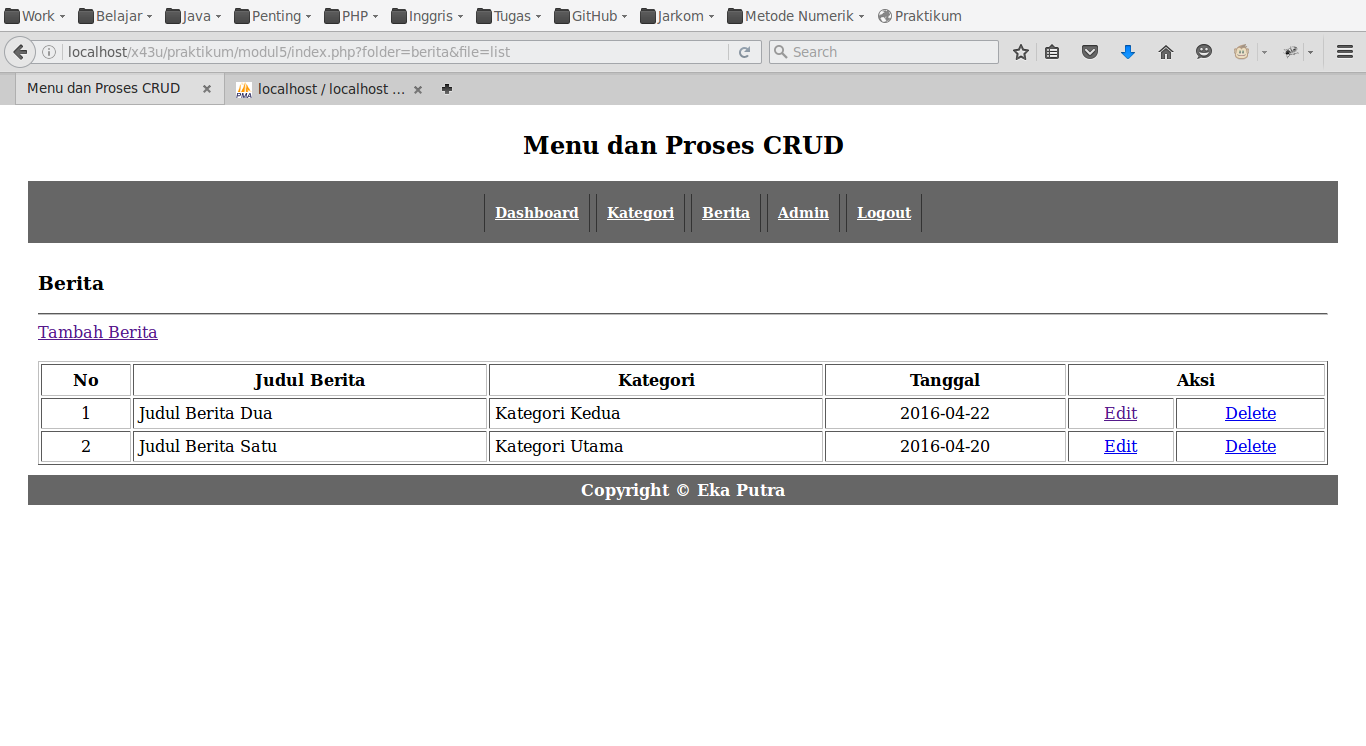 Work Belajar Java Penting PHP Inggris Tugas GitHub Jarkom Metode Numerik Praktikum
localhost/x43u/praktikum/modul5/index.php?folder=berita&file=list Search
Menu dan Proses CRUD localhost / localhost ...
Menu dan Proses CRUD
Dashboard Kategori Berita Admin Logout
Berita
Tambah Berita
No Judul Berita Kategori Tanggal Aksi
1 Judul Berita Dua Kategori Kedua 2016-04-22 Edit Delete
2 Judul Berita Satu Kategori Utama 2016-04-20 Edit Delete
Copyright © Eka Putra